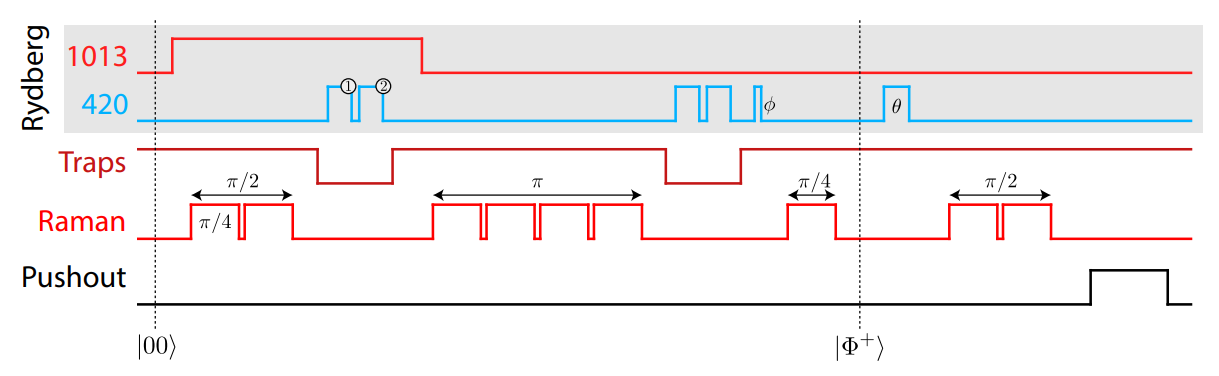 Rydberg
1013
420
① ②
ϕ
θ
Traps
π/2
π
π/4
π/2
Raman
π/4
Pushout
|00⟩
|Φ⁺⟩